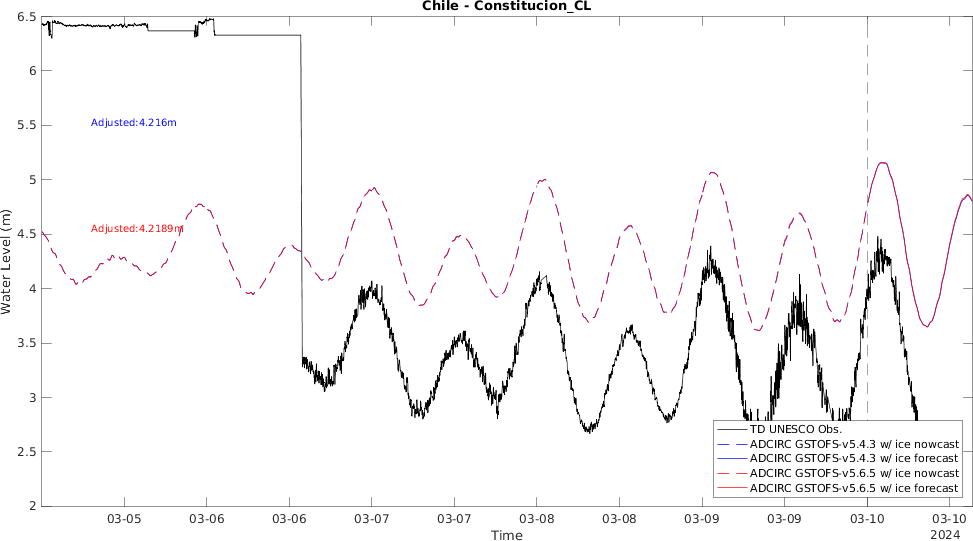 Chile - Constitucion_CL
6.5
6
5.5
5
4.5
4
3.5
3
2.5
2
Water Level (m)
Adjusted:4.216m
Adjusted:4.2189m
TD UNESCO Obs.
ADCIRC GSTOFS-v5.4.3 w/ ice nowcast
ADCIRC GSTOFS-v5.4.3 w/ ice forecast
ADCIRC GSTOFS-v5.6.5 w/ ice nowcast
ADCIRC GSTOFS-v5.6.5 w/ ice forecast
03-05 03-06 03-06 03-07 03-07 03-08 03-08 03-09 03-09 03-10 03-10
2024
Time